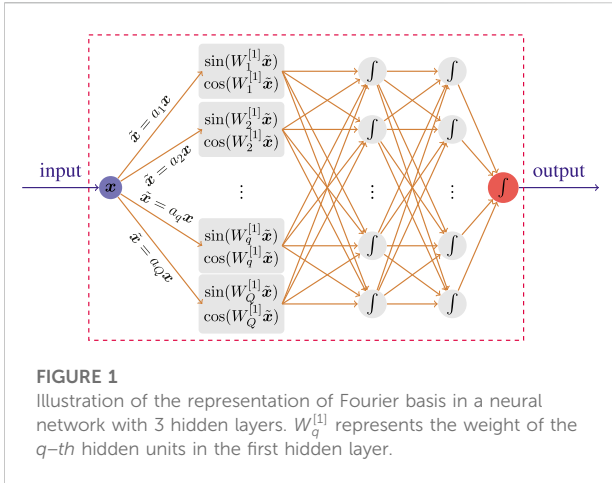 sin(W₁^[1] x̃)
cos(W₁^[1] x̃)
x̃ = a₁x
sin(W₂^[1] x̃)
cos(W₂^[1] x̃)
x̃ = a₂x
input
x
⋮
x̃ = a_q x
sin(W_q^[1] x̃)
cos(W_q^[1] x̃)
x̃ = a_Q x
sin(W_Q^[1] x̃)
cos(W_Q^[1] x̃)
∫ ∫
∫ ∫
⋮ ⋮
∫ ∫
∫ ∫
∫
output
FIGURE 1
Illustration of the representation of Fourier basis in a neural
network with 3 hidden layers. W_q^[1] represents the weight of the
q–th hidden units in the first hidden layer.